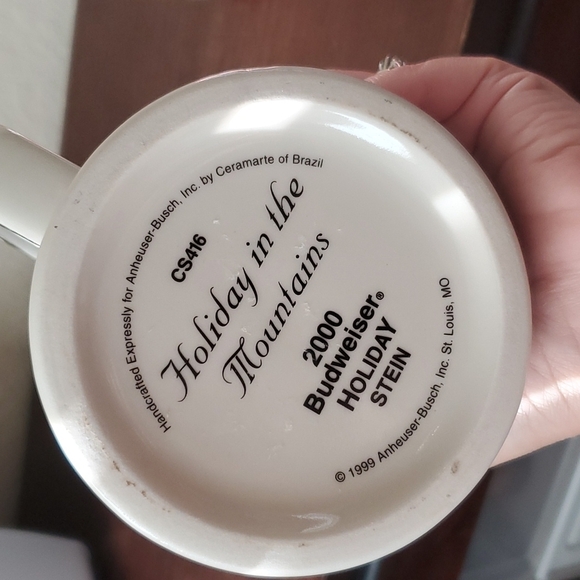 Handcrafted Expressly for Anheuser-Busch, Inc. by Ceramarte of Brazil
CS416
Holiday in the
Mountains
2000
Budweiser®
HOLIDAY
STEIN
© 1999 Anheuser-Busch, Inc. St. Louis, MO